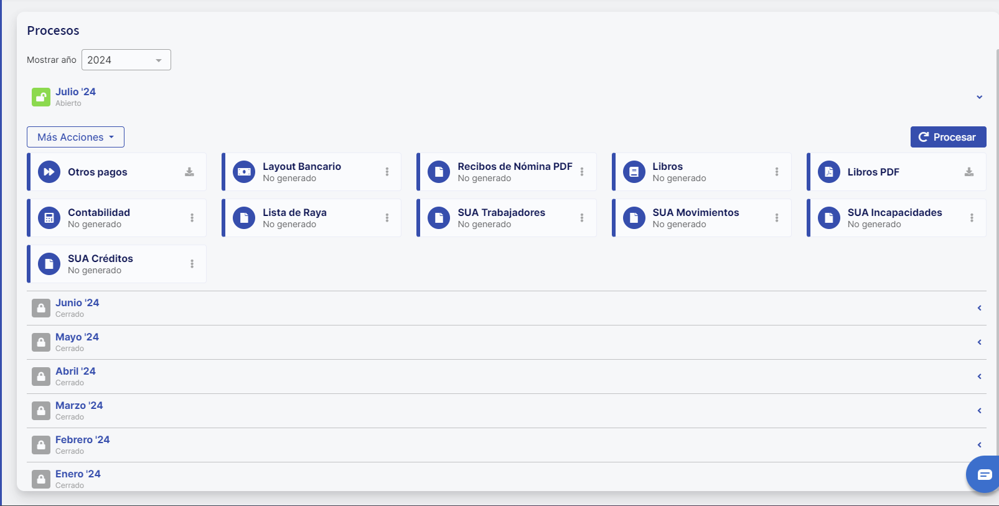 Procesos
Mostrar año 2024
Julio '24
Abierto
Más Acciones
Procesar
Otros pagos
Layout Bancario
No generado
Recibos de Nómina PDF
No generado
Libros
No generado
Libros PDF
Contabilidad
No generado
Lista de Raya
No generado
SUA Trabajadores
No generado
SUA Movimientos
No generado
SUA Incapacidades
No generado
SUA Créditos
No generado
Junio '24
Cerrado
Mayo '24
Cerrado
Abril '24
Cerrado
Marzo '24
Cerrado
Febrero '24
Cerrado
Enero '24
Cerrado